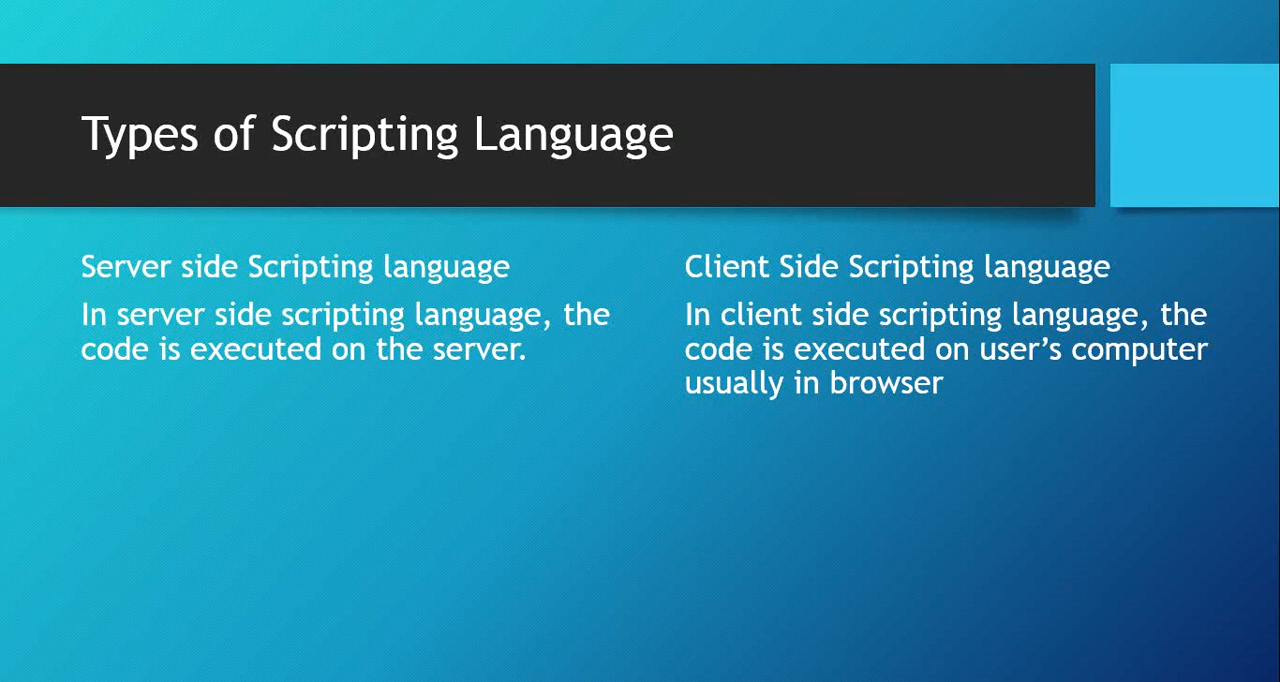 Types of Scripting Language
Server side Scripting language
In server side scripting language, the
code is executed on the server.
Client Side Scripting language
In client side scripting language, the
code is executed on user’s computer
usually in browser